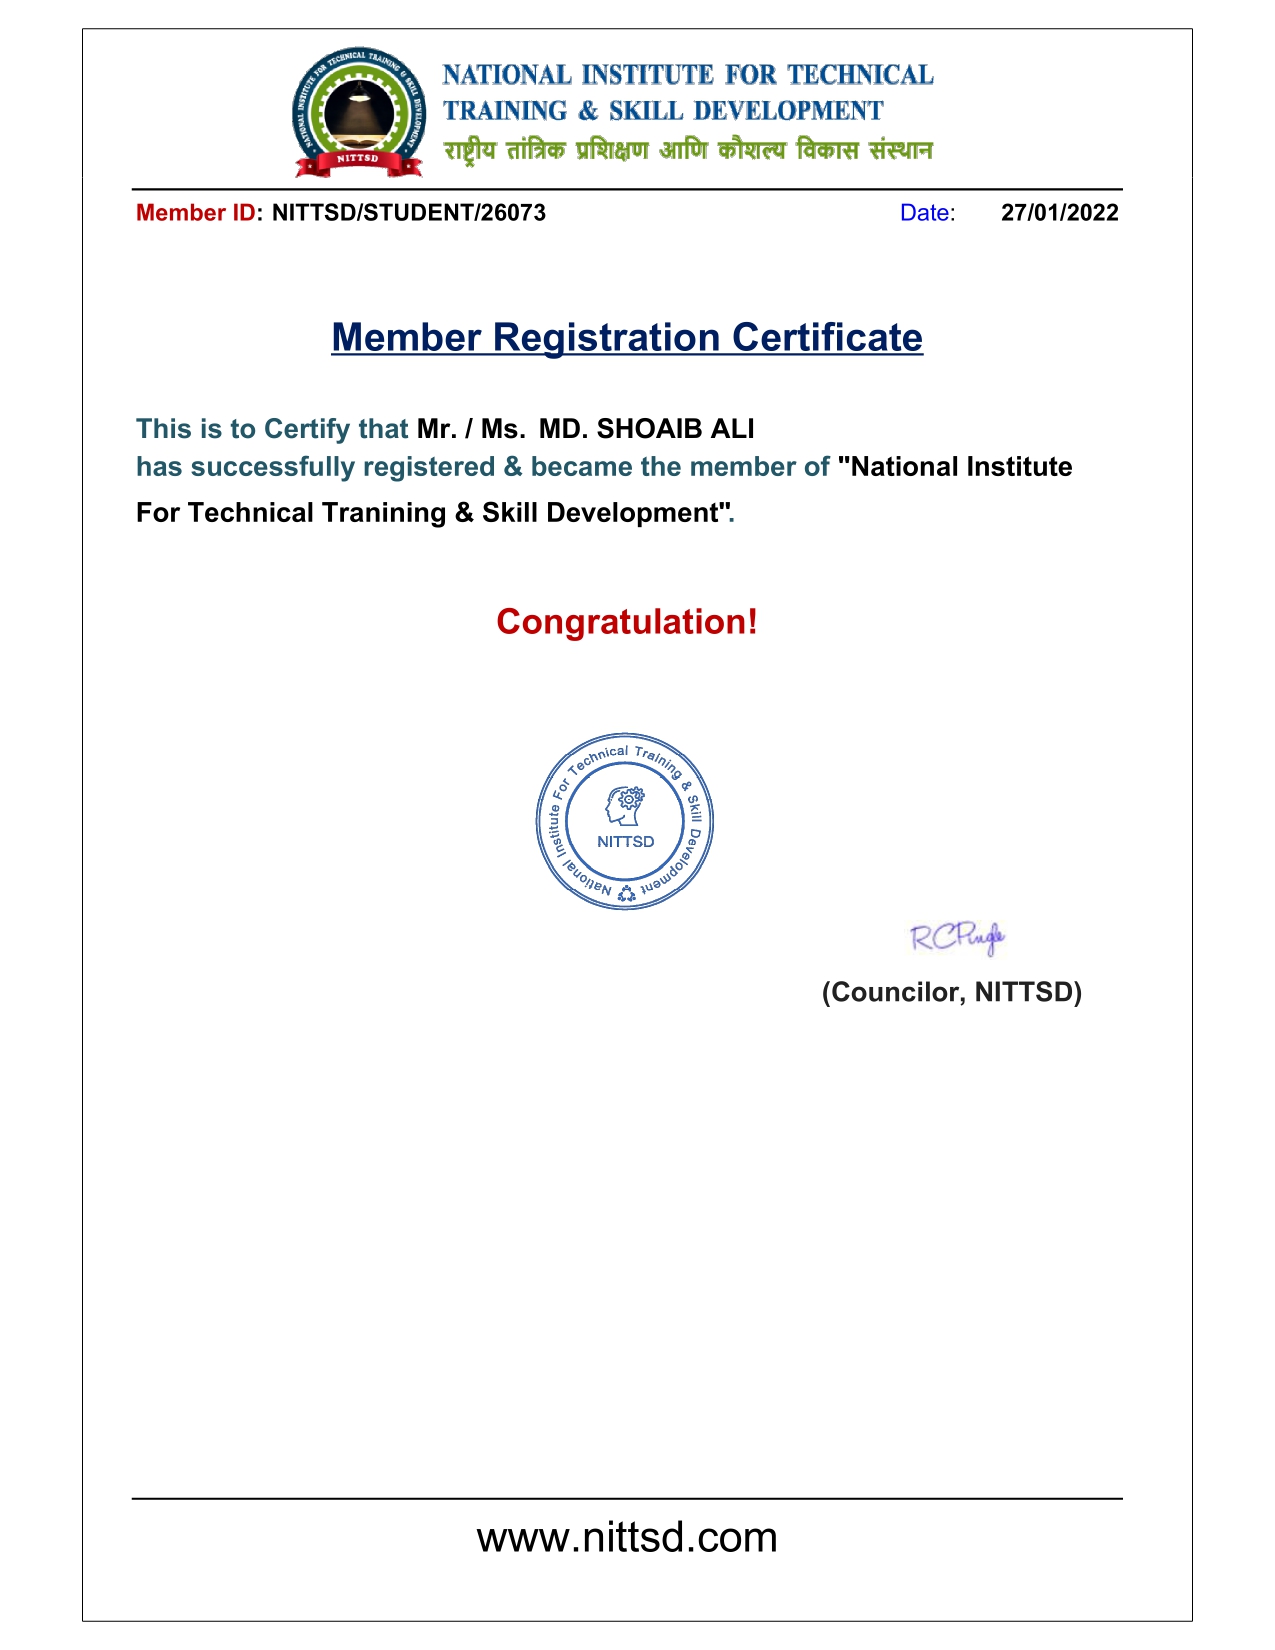 NATIONAL INSTITUTE FOR TECHNICAL TRAINING & SKILL DEVELOPMENT
NITTSD
NATIONAL INSTITUTE FOR TECHNICAL
TRAINING & SKILL DEVELOPMENT
राष्ट्रीय तांत्रिक प्रशिक्षण आणि कौशल्य विकास संस्थान
Member ID: NITTSD/STUDENT/26073 Date: 27/01/2022
Member Registration Certificate
This is to Certify that Mr. / Ms. MD. SHOAIB ALI
has successfully registered & became the member of "National Institute
For Technical Tranining & Skill Development".
Congratulation!
National Institute For Technical Training & Skill Development
NITTSD
RCPingle
(Councilor, NITTSD)
www.nittsd.com